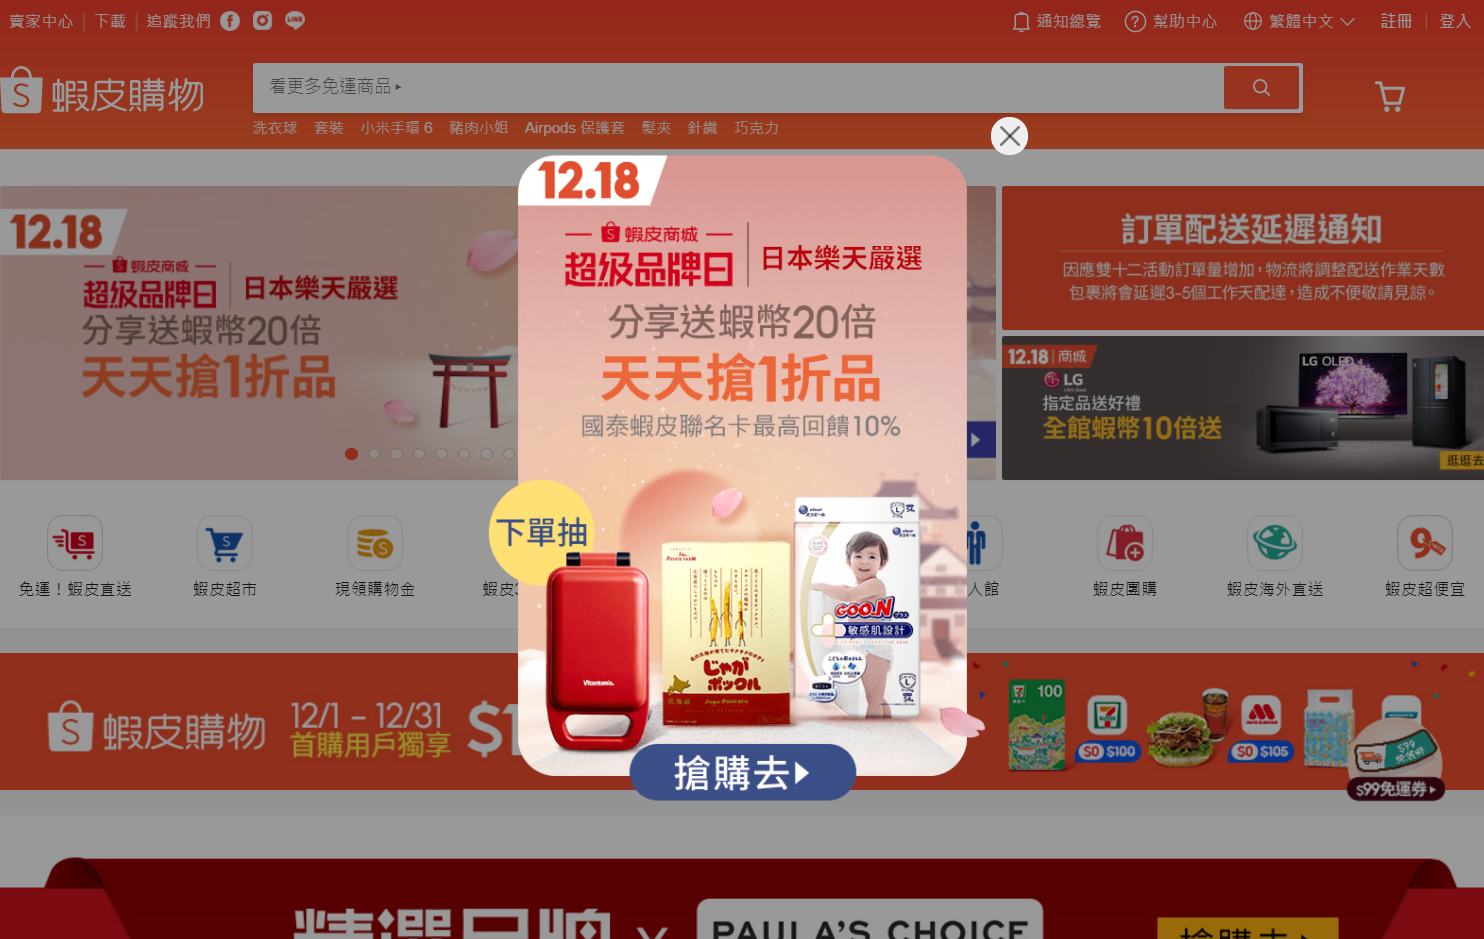 賣家中心 | 下載 | 追蹤我們
通知總覽
幫助中心
繁體中文
註冊 | 登入
蝦皮購物
看更多免運商品 ▸
洗衣球 套裝 小米手環 6 豬肉小姐 Airpods 保護套 髮夾 針織 巧克力
12.18
蝦皮商城
超級品牌日 | 日本樂天嚴選
分享送蝦幣20倍
天天搶1折品
訂單配送延遲通知
因應雙十二活動訂單量增加,物流將調整配送作業天數
包裹將會延遲3-5個工作天配達,造成不便敬請見諒。
12.18 | 商城
LG
指定品送好禮
全館蝦幣10倍送
LG OLED
逛逛去
12.18
蝦皮商城
超級品牌日 | 日本樂天嚴選
分享送蝦幣20倍
天天搶1折品
國泰蝦皮聯名卡最高回饋10%
下單抽
Vitantonio
POTATO FARM
じゃが
ポックル
Jaga Pokkuru
GOO.N
敏感肌設計
搶購去
免運！蝦皮直送
蝦皮超市
現領購物金
蝦皮
人館
蝦皮團購
蝦皮海外直送
蝦皮超便宜
蝦皮購物
12/1 - 12/31
首購用戶獨享
$1
100
$0 $100
MOS BURGER
$0 $105
$99
$99免運券
精選品牌 X PAULA'S CHOICE
搶購去